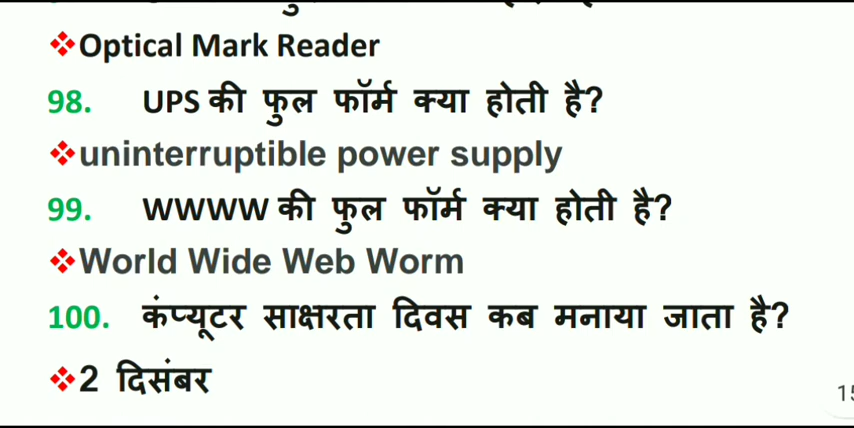 ❖Optical Mark Reader
98. UPS की फुल फॉर्म क्या होती है?
❖uninterruptible power supply
99. WWWW की फुल फॉर्म क्या होती है?
❖World Wide Web Worm
100. कंप्यूटर साक्षरता दिवस कब मनाया जाता है?
❖2 दिसंबर